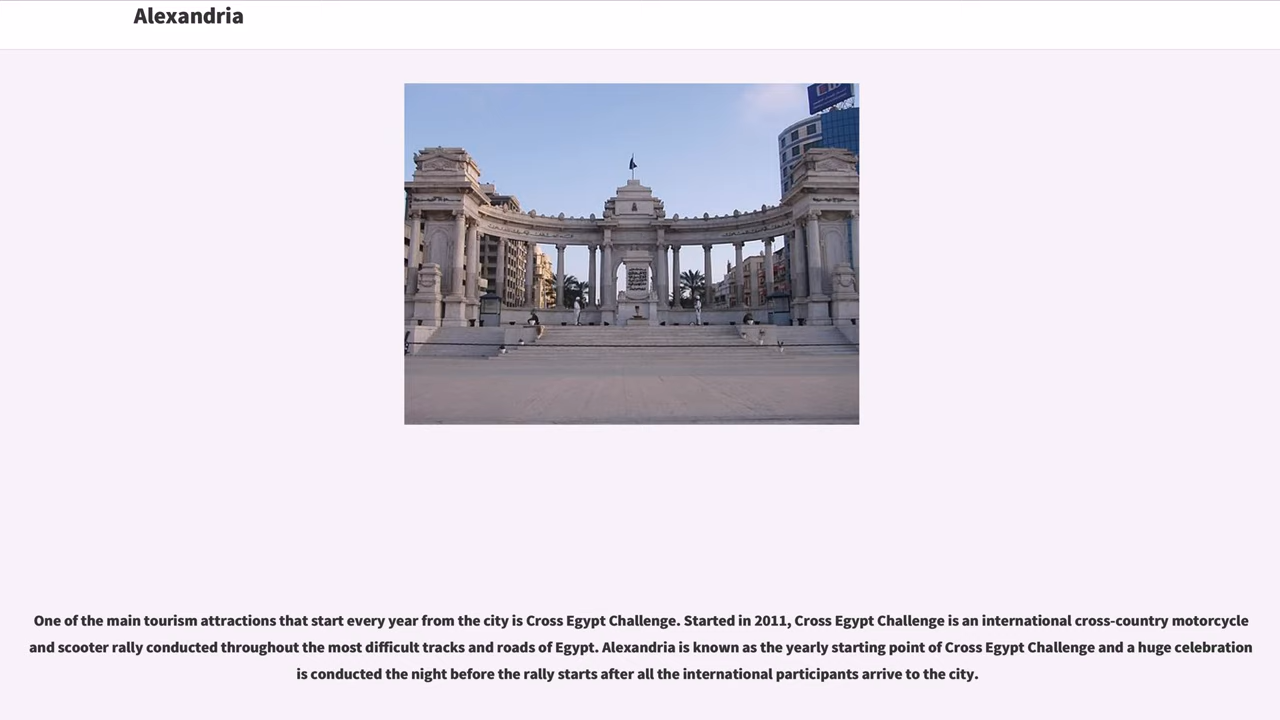 Alexandria
One of the main tourism attractions that start every year from the city is Cross Egypt Challenge. Started in 2011, Cross Egypt Challenge is an international cross-country motorcycle
and scooter rally conducted throughout the most difficult tracks and roads of Egypt. Alexandria is known as the yearly starting point of Cross Egypt Challenge and a huge celebration
is conducted the night before the rally starts after all the international participants arrive to the city.